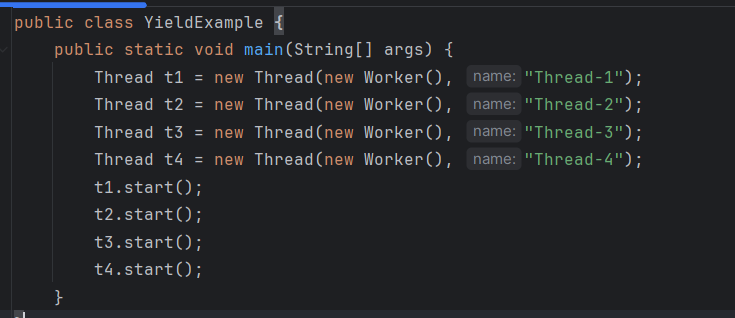 public class YieldExample {
public static void main(String[] args) {
Thread t1 = new Thread(new Worker(), name: "Thread-1");
Thread t2 = new Thread(new Worker(), name: "Thread-2");
Thread t3 = new Thread(new Worker(), name: "Thread-3");
Thread t4 = new Thread(new Worker(), name: "Thread-4");
t1.start();
t2.start();
t3.start();
t4.start();
}
}